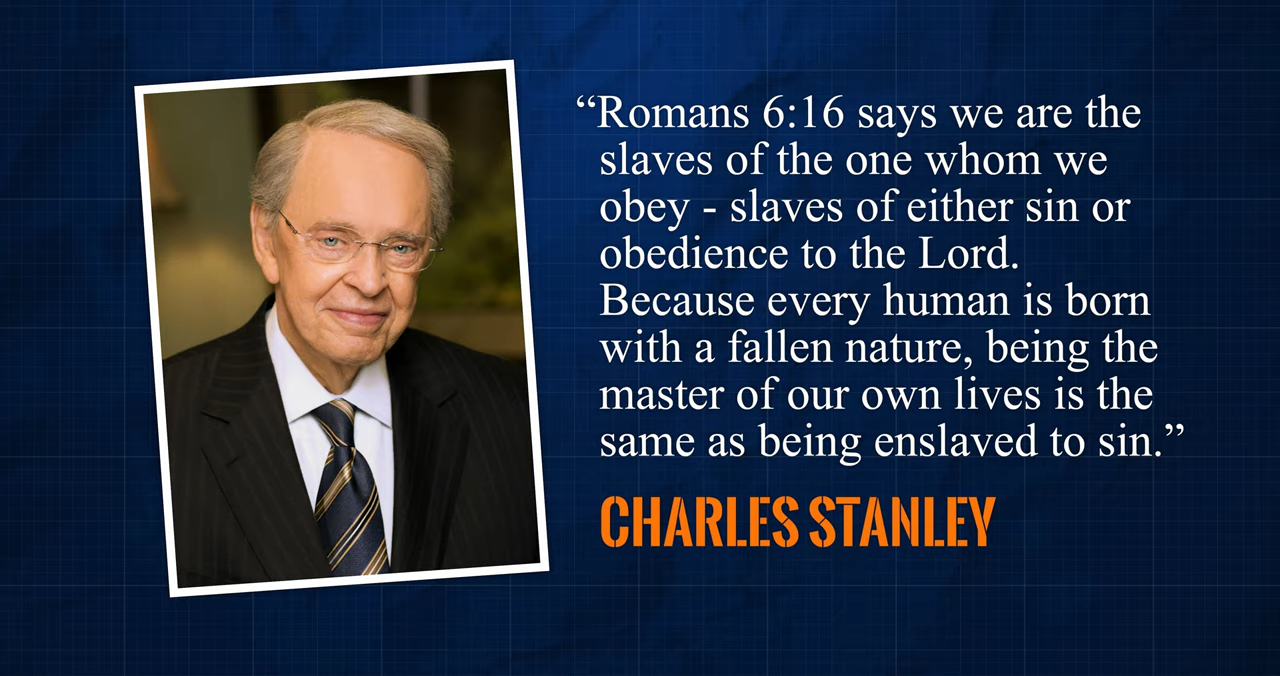 “Romans 6:16 says we are the
slaves of the one whom we
obey - slaves of either sin or
obedience to the Lord.
Because every human is born
with a fallen nature, being the
master of our own lives is the
same as being enslaved to sin.”
CHARLES STANLEY